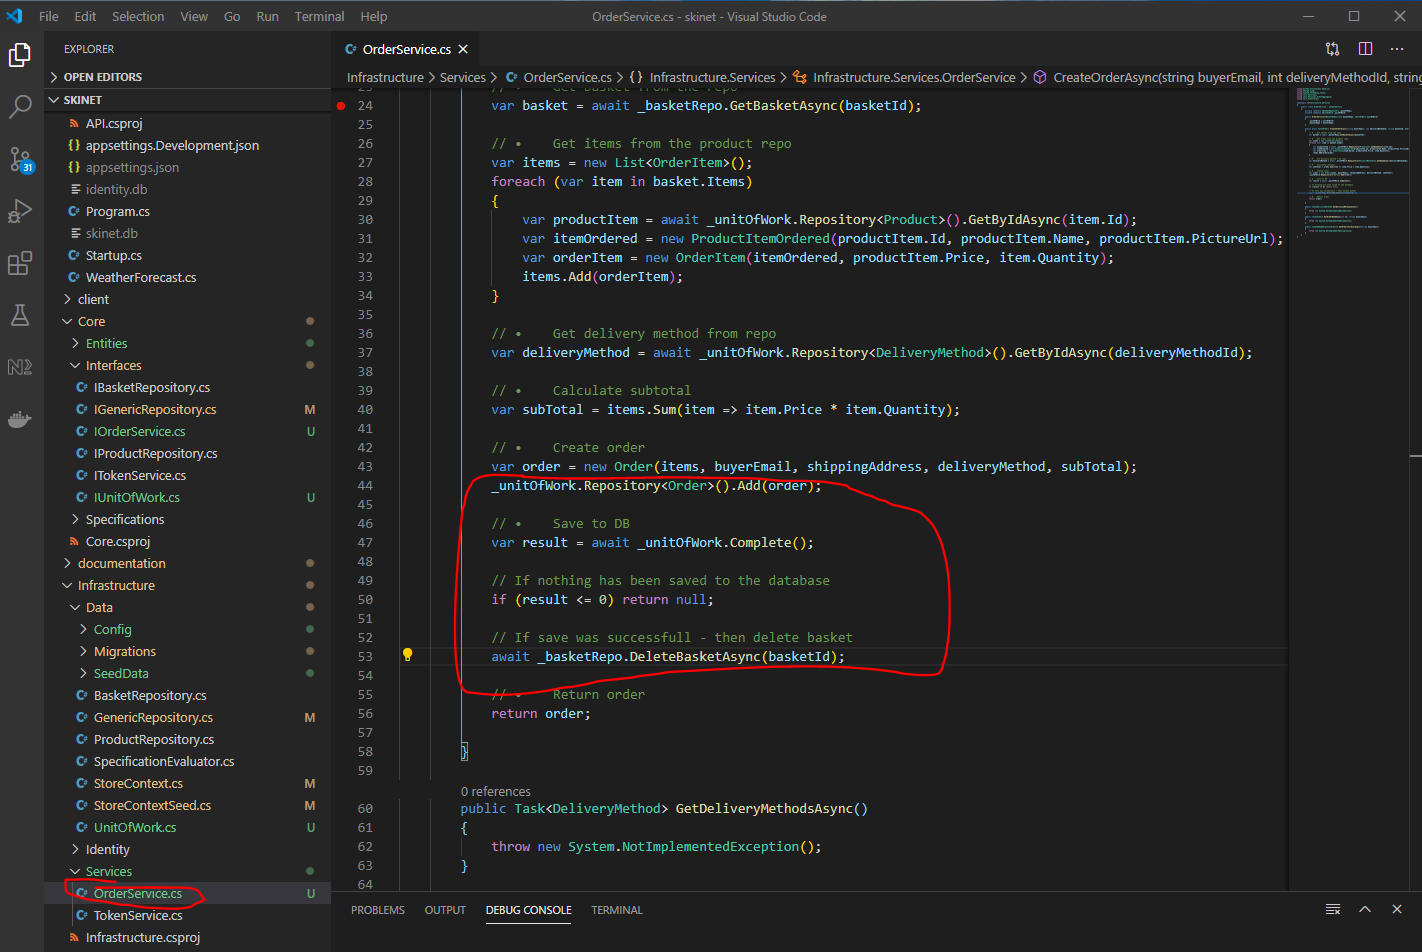 File Edit Selection View Go Run Terminal Help
OrderService.cs - skinet - Visual Studio Code
EXPLORER
OPEN EDITORS
SKINET
API.csproj
{} appsettings.Development.json
{} appsettings.json
identity.db
C# Program.cs
skinet.db
C# Startup.cs
C# WeatherForecast.cs
client
Core
Entities
Interfaces
C# IBasketRepository.cs
C# IGenericRepository.cs M
C# IOrderService.cs U
C# IProductRepository.cs
C# ITokenService.cs
C# IUnitOfWork.cs U
Specifications
Core.csproj
documentation
Infrastructure
Data
Config
Migrations
SeedData
C# BasketRepository.cs
C# GenericRepository.cs M
C# ProductRepository.cs
C# SpecificationEvaluator.cs
C# StoreContext.cs M
C# StoreContextSeed.cs M
C# UnitOfWork.cs U
Identity
Services
C# OrderService.cs U
C# TokenService.cs
Infrastructure.csproj
31
C# OrderService.cs
Infrastructure > Services > C# OrderService.cs > {} Infrastructure.Services > Infrastructure.Services.OrderService > CreateOrderAsync(string buyerEmail, int deliveryMethodId, string
23 // • Get basket from the repo
24 var basket = await _basketRepo.GetBasketAsync(basketId);
25
26 // • Get items from the product repo
27 var items = new List<OrderItem>();
28 foreach (var item in basket.Items)
29 {
30 var productItem = await _unitOfWork.Repository<Product>().GetByIdAsync(item.Id);
31 var itemOrdered = new ProductItemOrdered(productItem.Id, productItem.Name, productItem.PictureUrl);
32 var orderItem = new OrderItem(itemOrdered, productItem.Price, item.Quantity);
33 items.Add(orderItem);
34 }
35
36 // • Get delivery method from repo
37 var deliveryMethod = await _unitOfWork.Repository<DeliveryMethod>().GetByIdAsync(deliveryMethodId);
38
39 // • Calculate subtotal
40 var subTotal = items.Sum(item => item.Price * item.Quantity);
41
42 // • Create order
43 var order = new Order(items, buyerEmail, shippingAddress, deliveryMethod, subTotal);
44 _unitOfWork.Repository<Order>().Add(order);
45
46 // • Save to DB
47 var result = await _unitOfWork.Complete();
48
49 // If nothing has been saved to the database
50 if (result <= 0) return null;
51
52 // If save was successfull - then delete basket
53 await _basketRepo.DeleteBasketAsync(basketId);
54
55 // • Return order
56 return order;
57
58 }
59
0 references
60 public Task<DeliveryMethod> GetDeliveryMethodsAsync()
61 {
62 throw new System.NotImplementedException();
63 }
64
PROBLEMS OUTPUT DEBUG CONSOLE TERMINAL